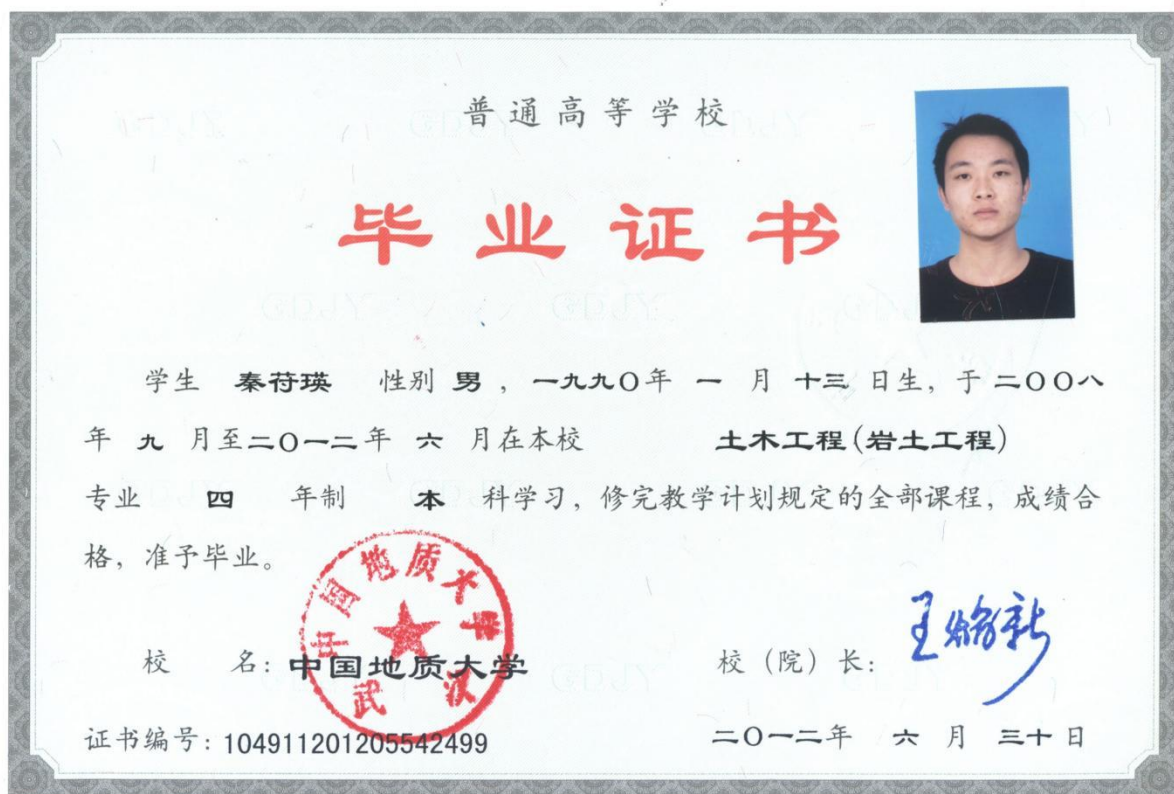 普通高等学校
毕业证书
学生 秦苻瑛 性别 男，一九九〇年 一 月 十三 日生，于 二〇〇八
年 九 月至二〇一二年 六 月在本校 土木工程(岩土工程)
专业 四 年制 本 科学习，修完教学计划规定的全部课程，成绩合
格，准予毕业。
中国地质大学
武汉
校 名：中国地质大学 校（院）长：王焰新
证书编号：104911201205542499 二〇一二年 六 月 三十 日